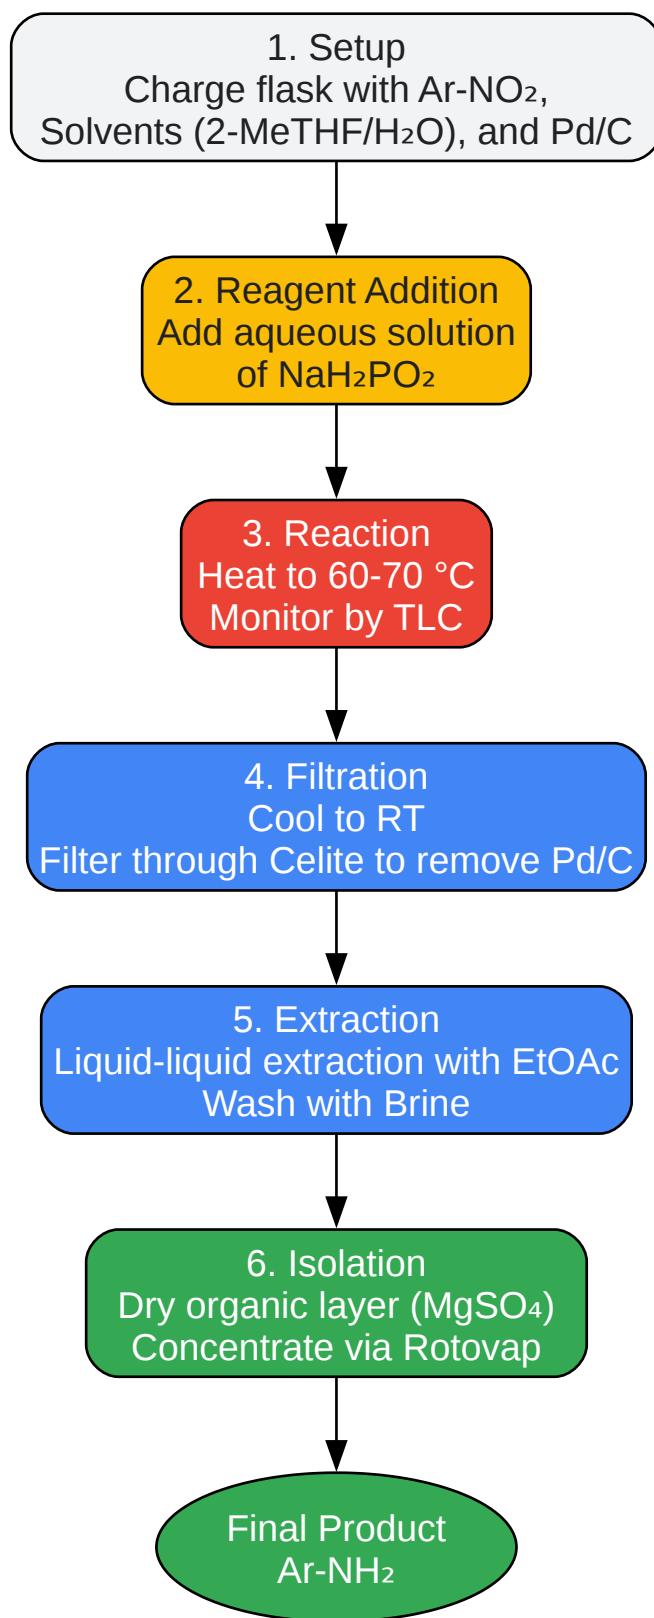 1. Setup
Charge flask with Ar-NO₂,
Solvents (2-MeTHF/H₂O), and Pd/C
2. Reagent Addition
Add aqueous solution
of NaH₂PO₂
3. Reaction
Heat to 60-70 °C
Monitor by TLC
4. Filtration
Cool to RT
Filter through Celite to remove Pd/C
5. Extraction
Liquid-liquid extraction with EtOAc
Wash with Brine
6. Isolation
Dry organic layer (MgSO₄)
Concentrate via Rotovap
Final Product
Ar-NH₂